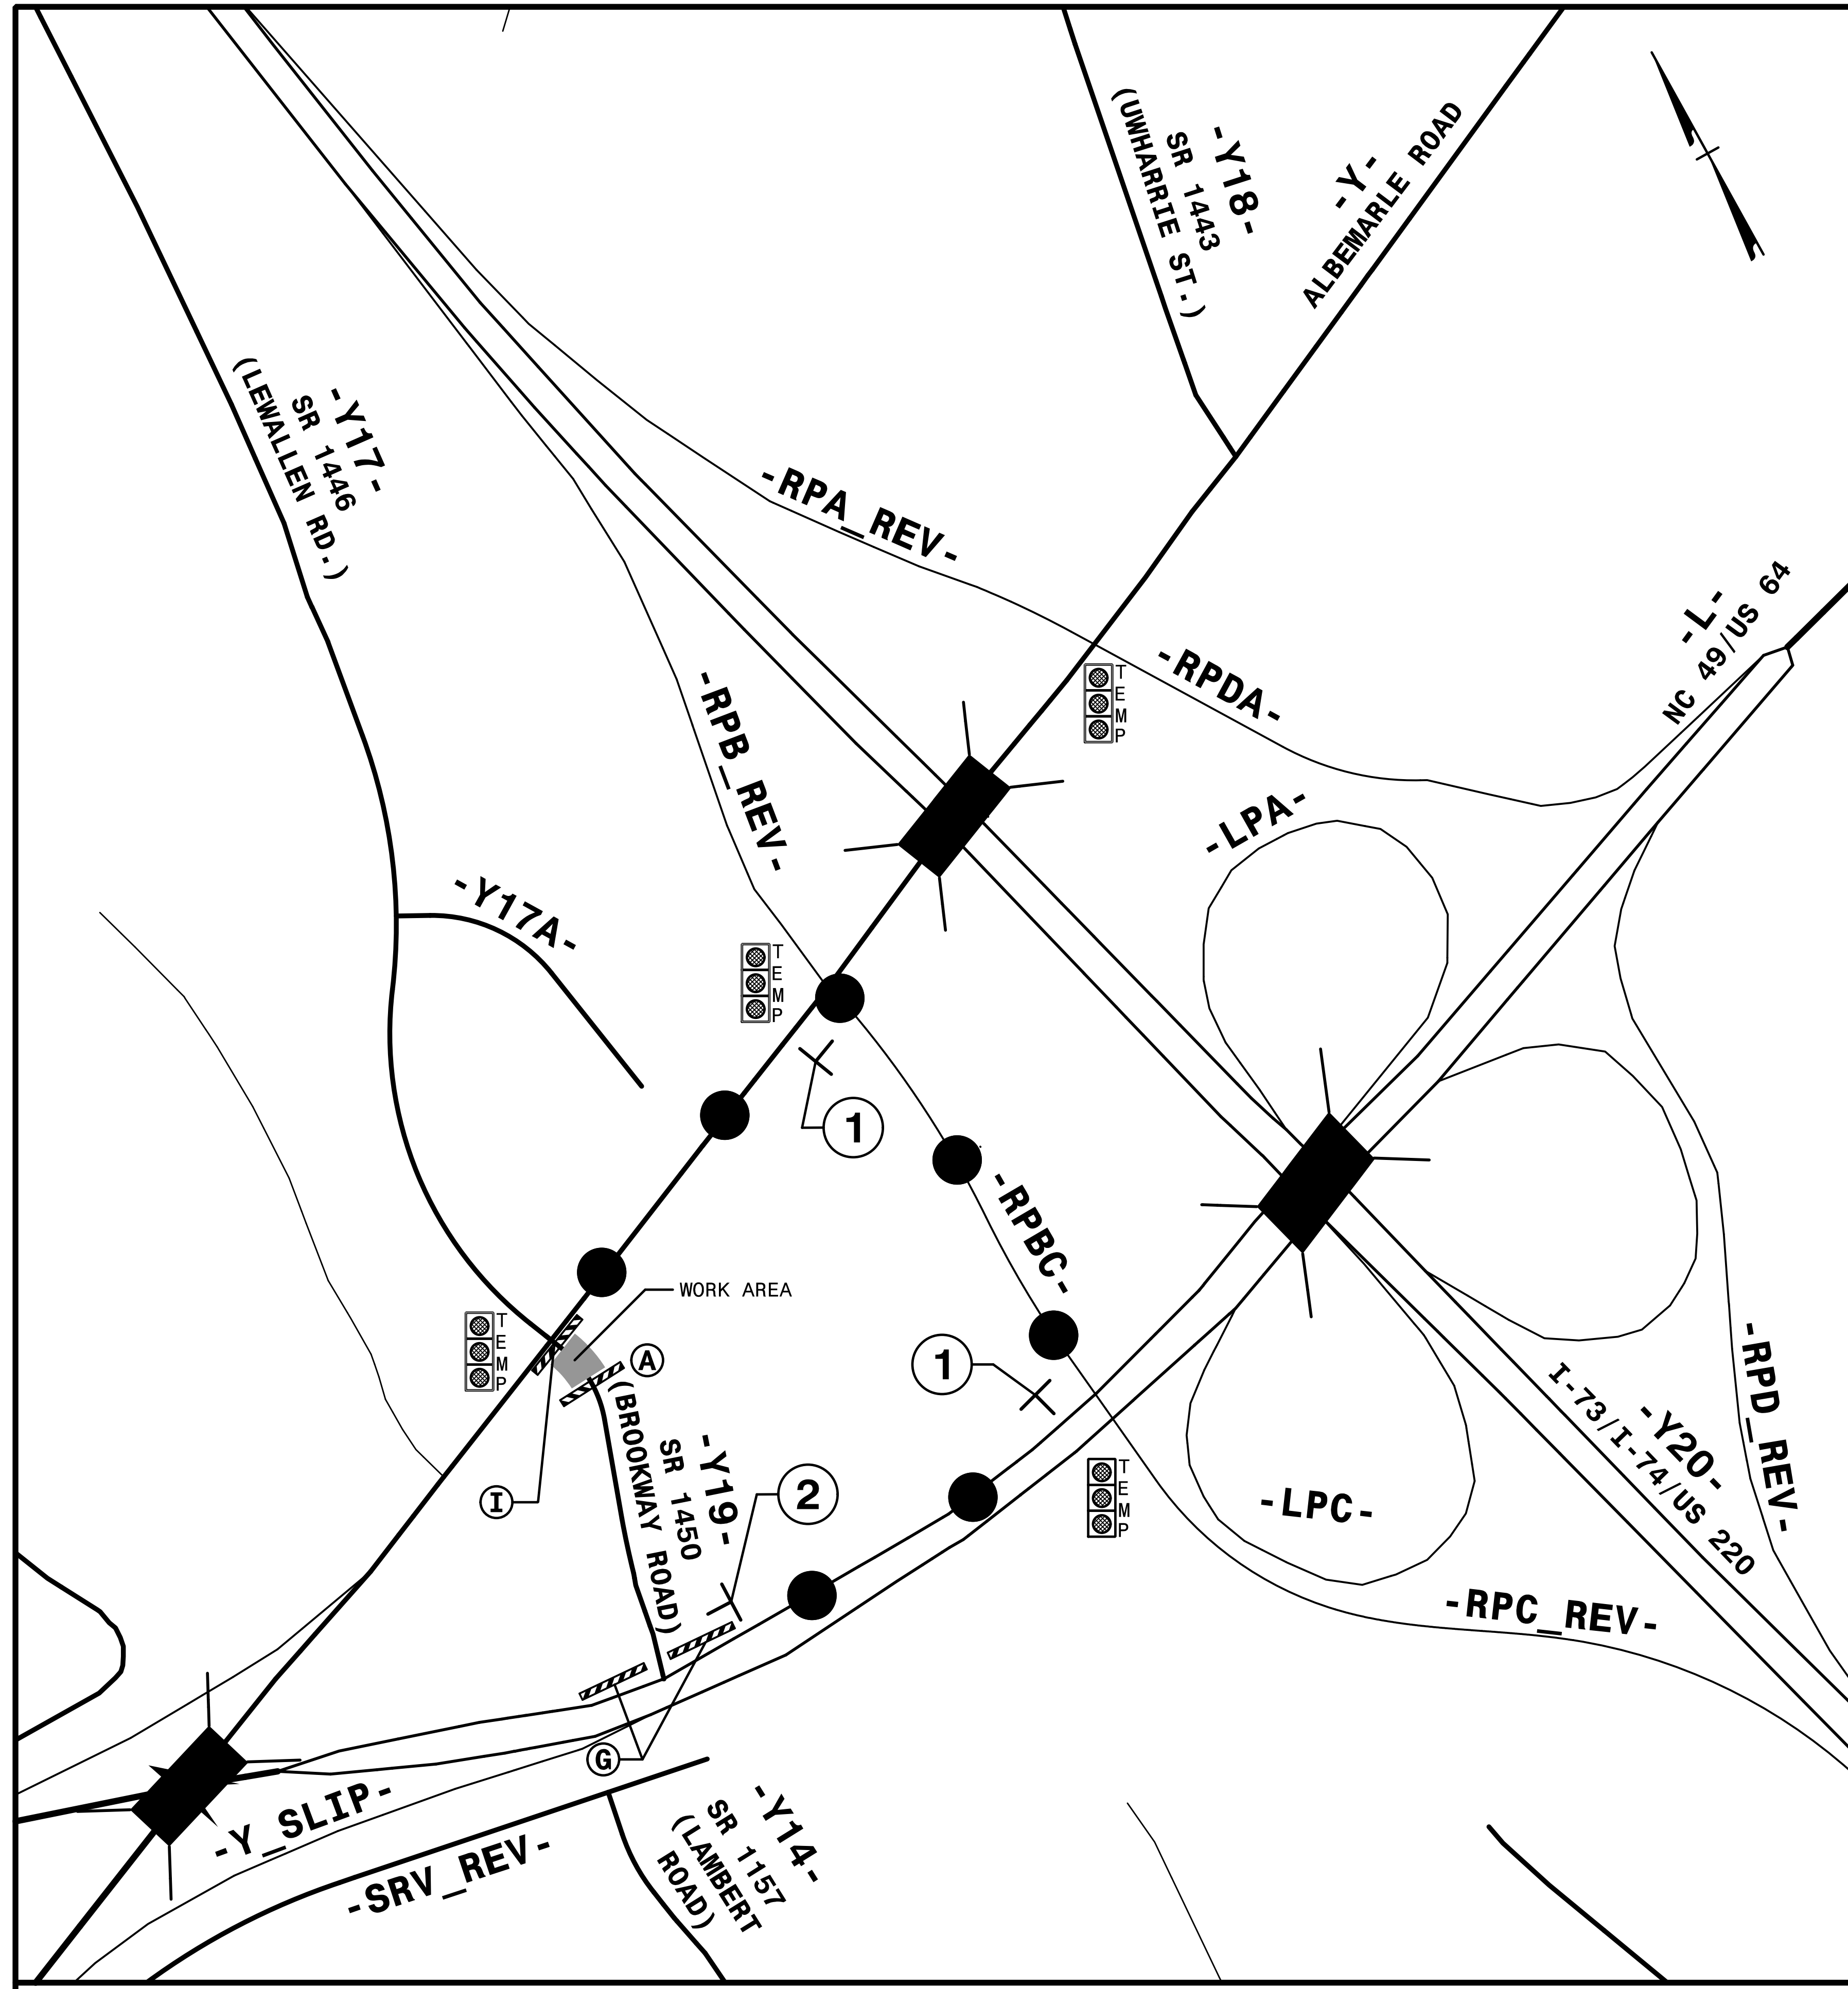 -Y18-
SR 1443
(UWHARRIE ST.)
-Y-
ALBEMARLE ROAD
-Y17-
SR 1446
(LEWALLEN RD.)
-RPA_REV-
-L-
NC 49/US 64
-RPB_REV-
-RPDA-
T
E
M
P
-LPA-
-Y17A-
T
E
M
P
1
-RPBC-
WORK AREA
T
E
M
P
A
1
-Y19-
SR 1450
(BROOKWAY ROAD)
I
2
T
E
M
P
-LPC-
-RPD_REV-
-Y20-
I-73/I-74/US 220
-RPC_REV-
G
-Y_SLIP-
-SRV_REV-
-Y14-
SR 1157
(LAMBERT
ROAD)